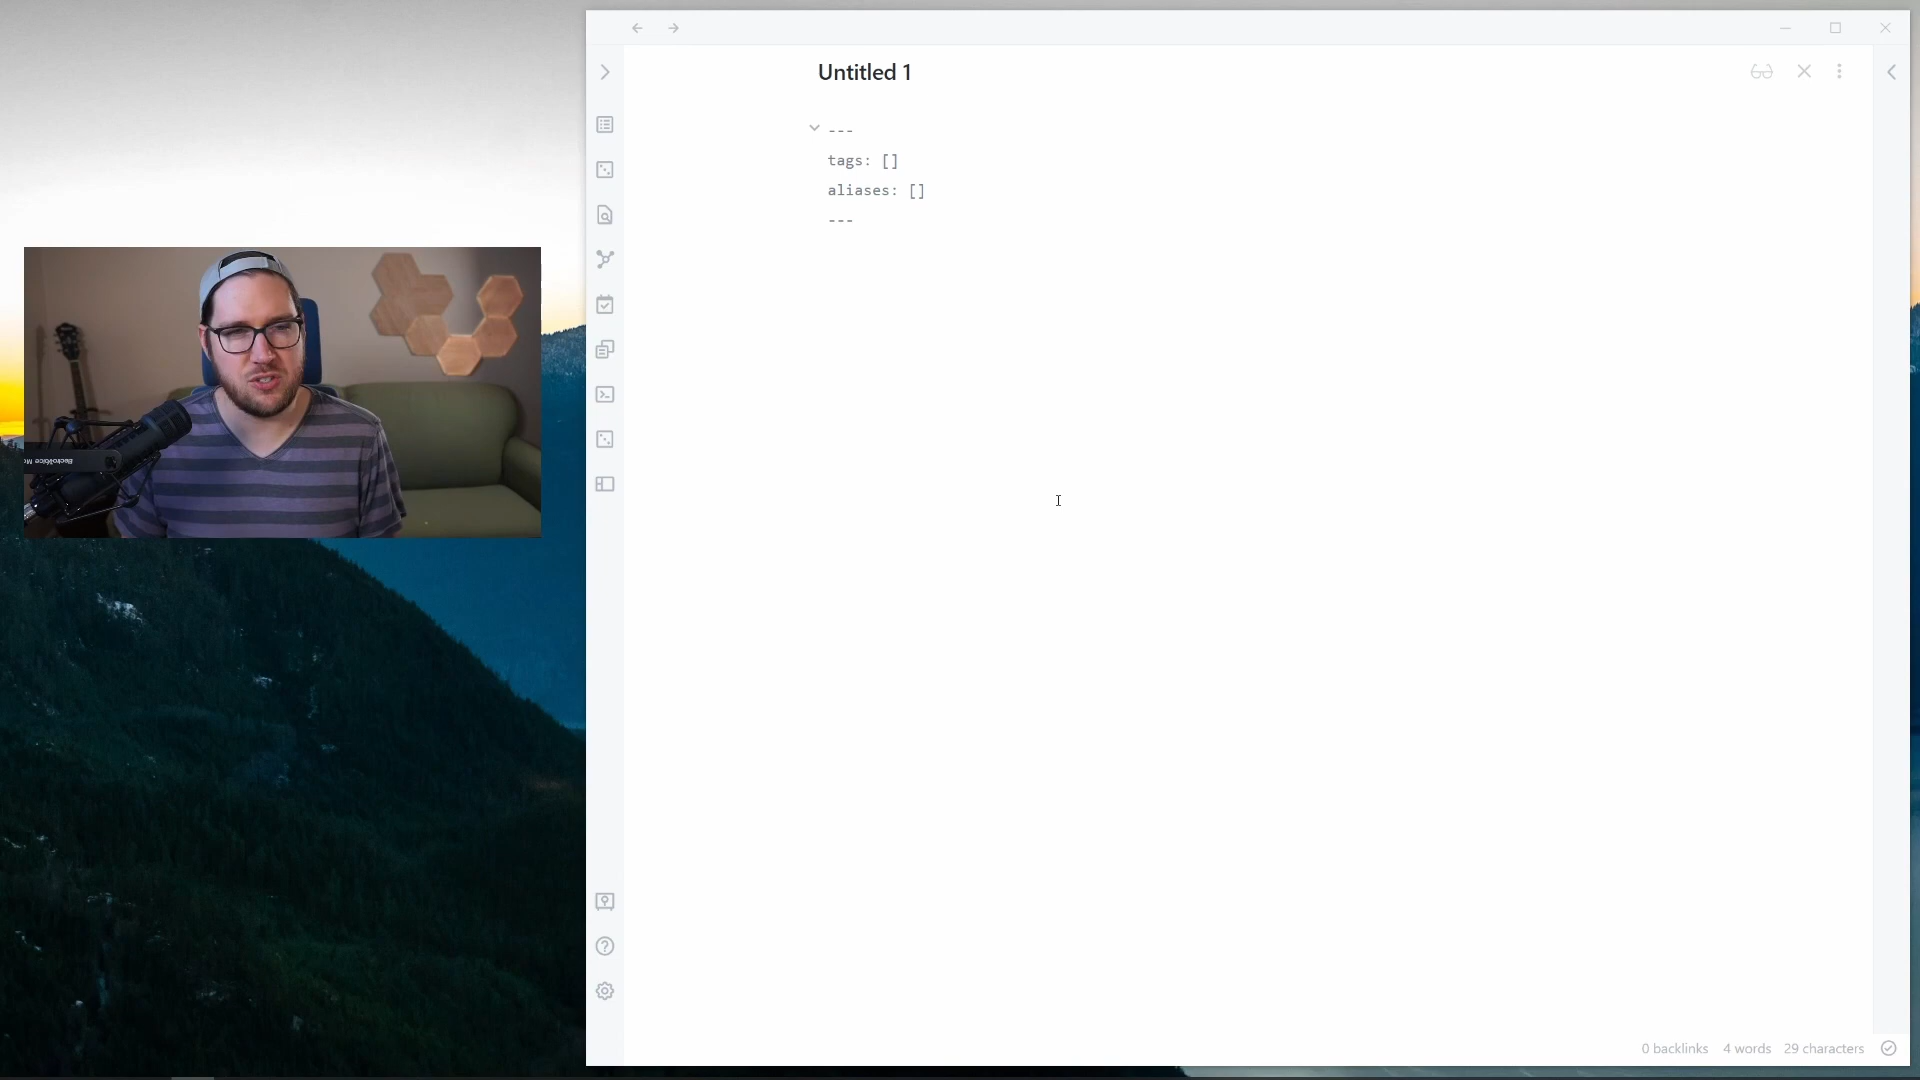 Untitled 1
---
tags: []
aliases: []
---
0 backlinks 4 words 29 characters